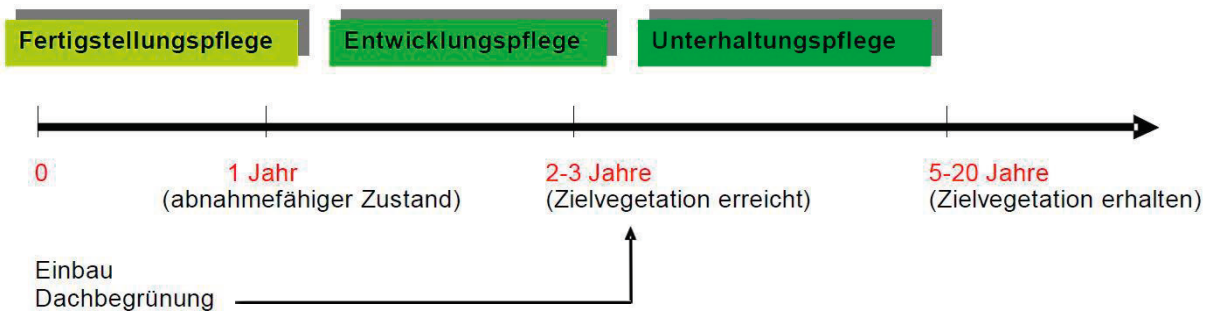 Fertigstellungspflege
Entwicklungspflege
Unterhaltungspflege
0
1 Jahr
(abnahmefähiger Zustand)
2-3 Jahre
(Zielvegetation erreicht)
5-20 Jahre
(Zielvegetation erhalten)
Einbau
Dachbegrünung